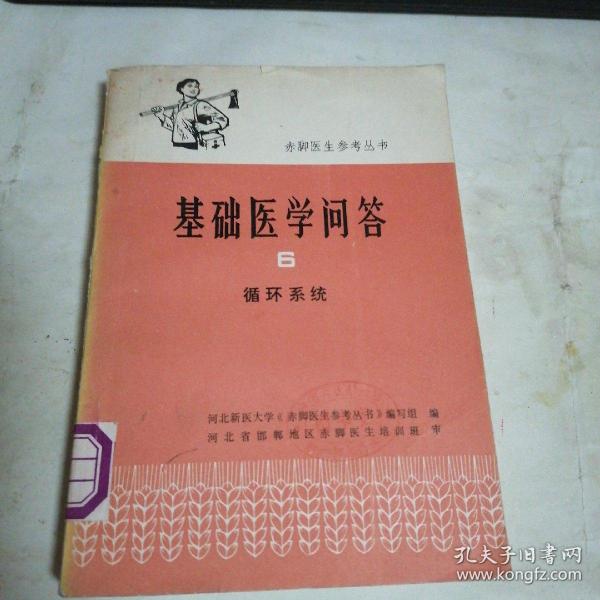 赤脚医生参考丛书
基础医学问答
6
循环系统
河北新医大学《赤脚医生参考丛书》编写组 编
河北省邯郸地区赤脚医生培训班 审
孔夫子旧书网
www.kongfz.com